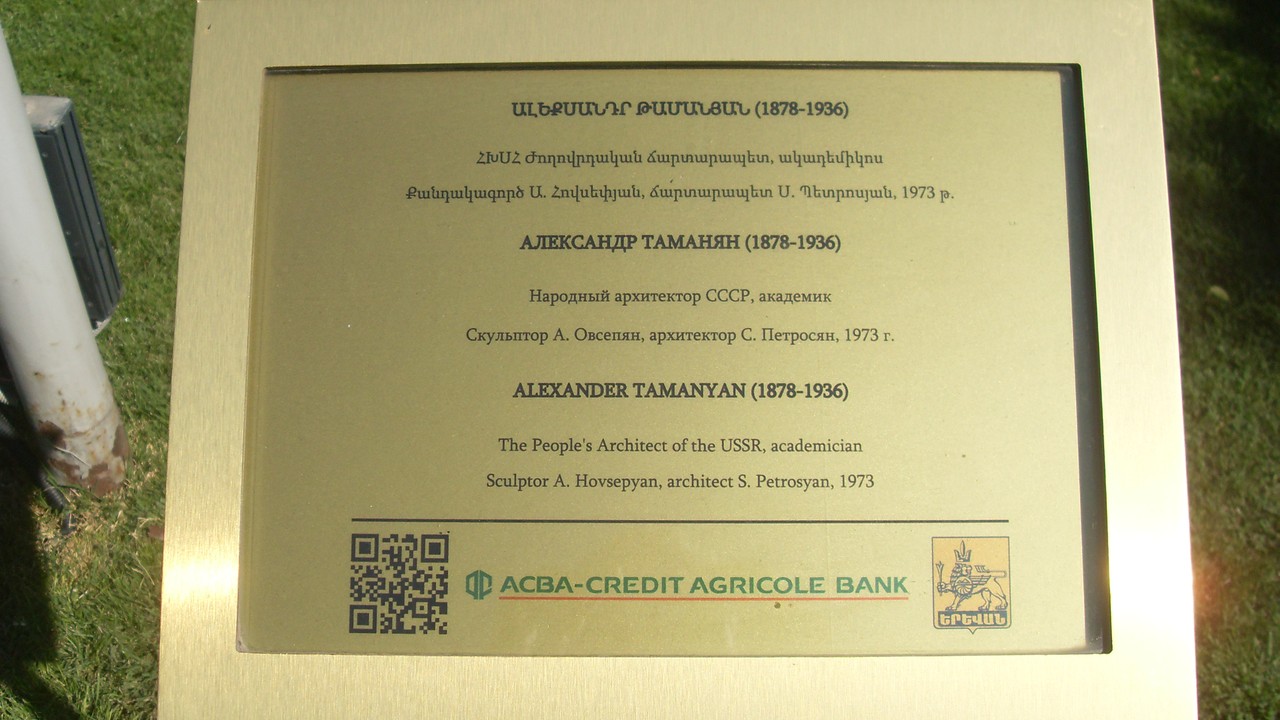 ԱԼԵՔՍԱՆԴՐ ԹԱՄԱՆՅԱՆ (1878-1936)
ՀԽՍՀ Ժողովրդական ճարտարապետ, ակադեմիկոս
Քանդակագործ Ա. Հովսեփյան, ճարտարապետ Ս. Պետրոսյան, 1973 թ.
АЛЕКСАНДР ТАМАНЯН (1878-1936)
Народный архитектор СССР, академик
Скульптор А. Овсепян, архитектор С. Петросян, 1973 г.
ALEXANDER TAMANYAN (1878-1936)
The People's Architect of the USSR, academician
Sculptor A. Hovsepyan, architect S. Petrosyan, 1973
ACBA-CREDIT AGRICOLE BANK
ԵՐԵՎԱՆ